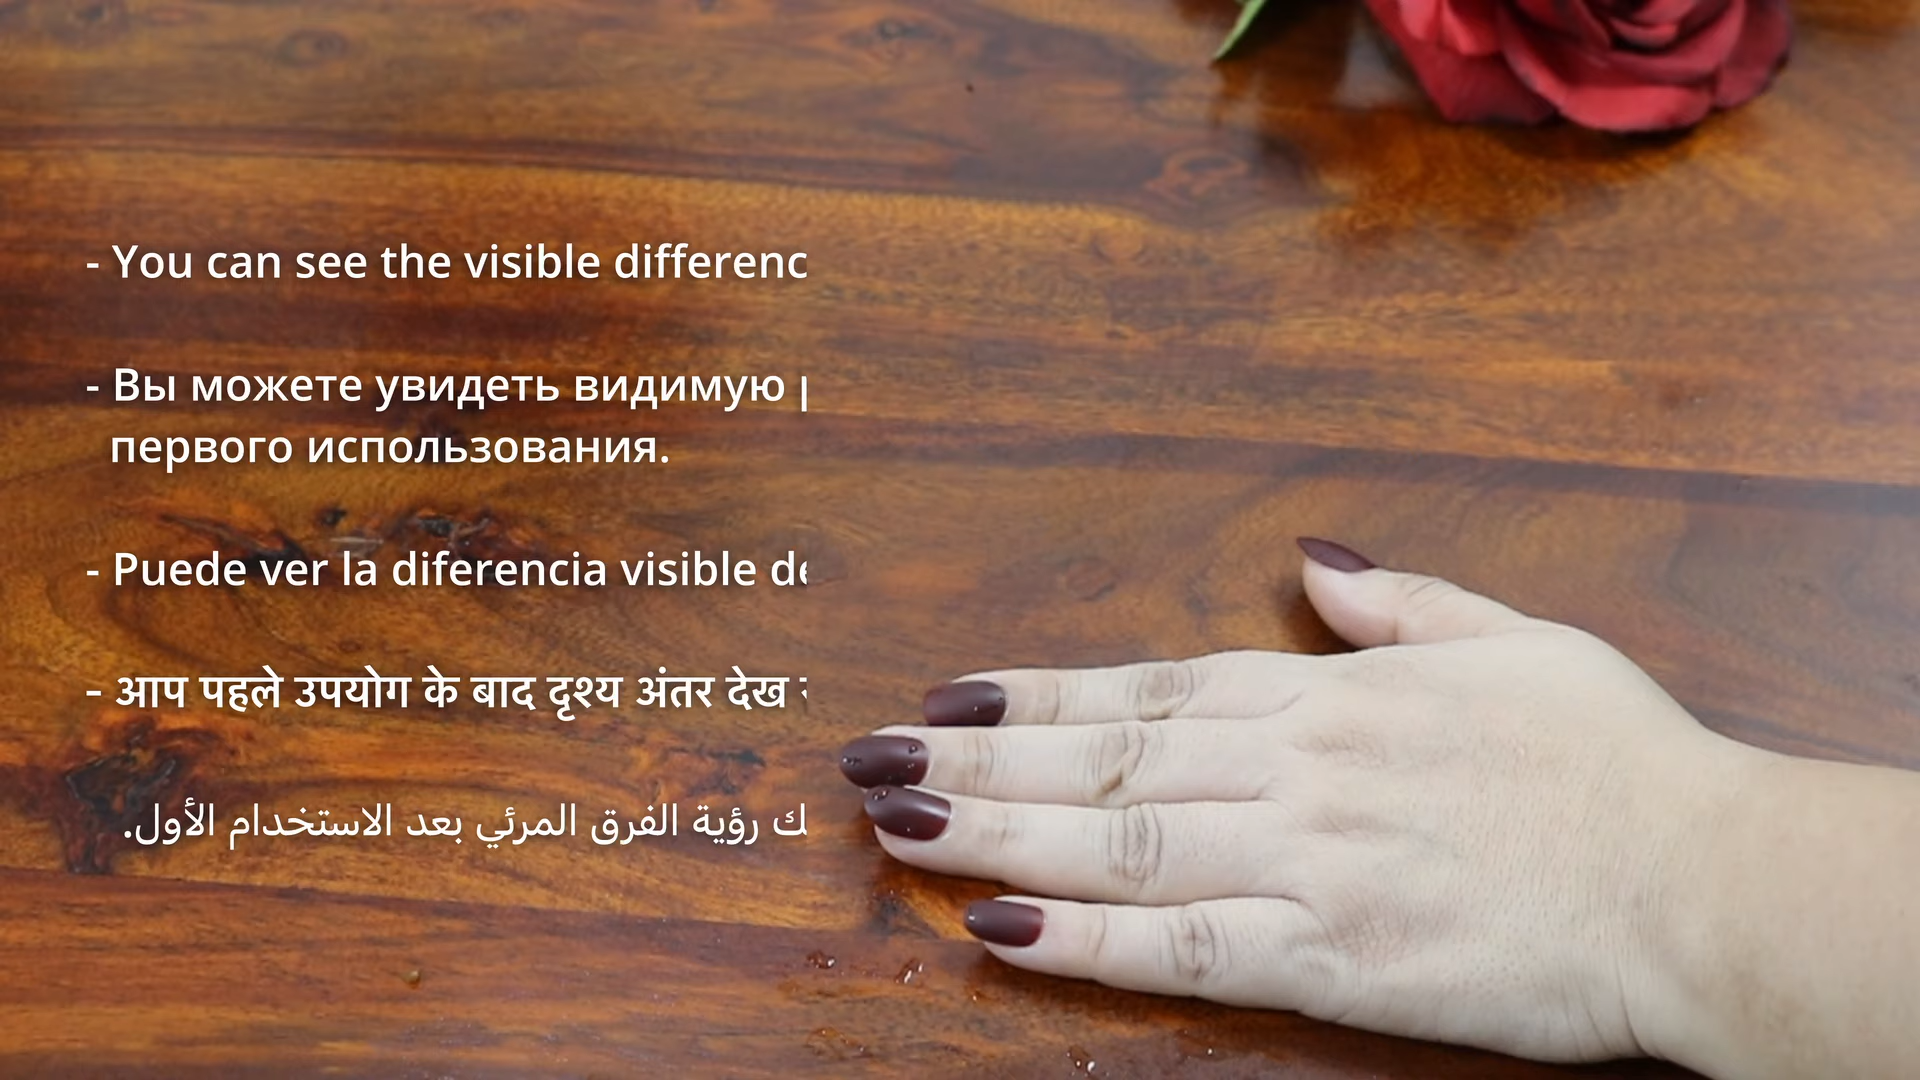 - You can see the visible differenc
- Вы можете увидеть видимую
первого использования.
- Puede ver la diferencia visible de
- आप पहले उपयोग के बाद दृश्य अंतर देख
رؤية الفرق المرئي بعد الاستخدام الأول.